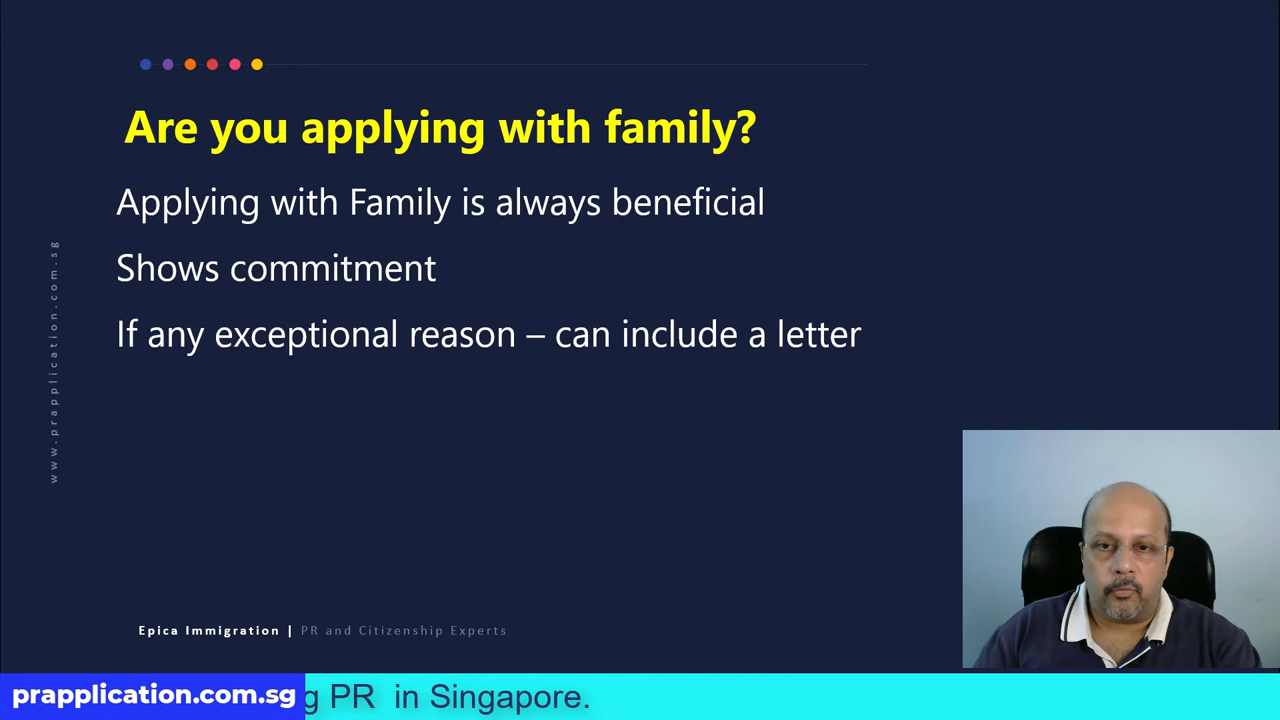 Are you applying with family?
Applying with Family is always beneficial
Shows commitment
If any exceptional reason – can include a letter
www.prapplication.com.sg
Epica Immigration | PR and Citizenship Experts
prapplication.com.sg
g PR in Singapore.